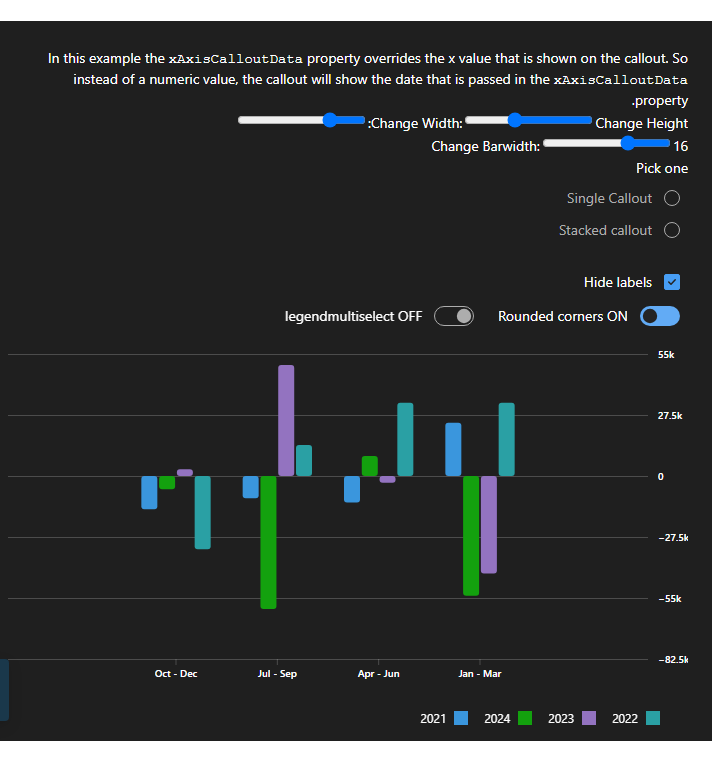 In this example the xAxisCalloutData property overrides the x value that is shown on the callout. So
instead of a numeric value, the callout will show the date that is passed in the xAxisCalloutData
.property
:Change Width: Change Height
Change Barwidth: 16
Pick one
Single Callout
Stacked callout
Hide labels
legendmultiselect OFF Rounded corners ON
55k
27.5k
0
−27.5k
−55k
−82.5k
Oct - Dec Jul - Sep Apr - Jun Jan - Mar
2021 2024 2023 2022